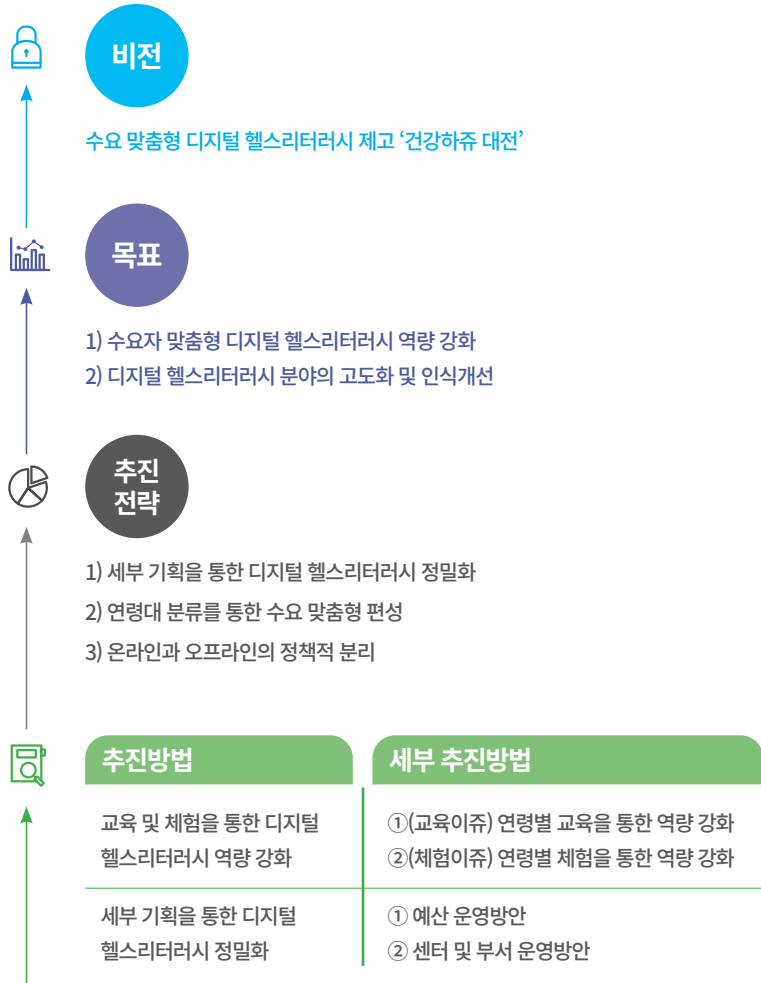 비전
수요 맞춤형 디지털 헬스리터러시 제고 ‘건강하쥬 대전’
목표
1) 수요자 맞춤형 디지털 헬스리터러시 역량 강화
2) 디지털 헬스리터러시 분야의 고도화 및 인식개선
추진
전략
1) 세부 기획을 통한 디지털 헬스리터러시 정밀화
2) 연령대 분류를 통한 수요 맞춤형 편성
3) 온라인과 오프라인의 정책적 분리
추진방법
세부 추진방법
교육 및 체험을 통한 디지털
헬스리터러시 역량 강화
①(교육이쥬) 연령별 교육을 통한 역량 강화
②(체험이쥬) 연령별 체험을 통한 역량 강화
세부 기획을 통한 디지털
헬스리터러시 정밀화
① 예산 운영방안
② 센터 및 부서 운영방안